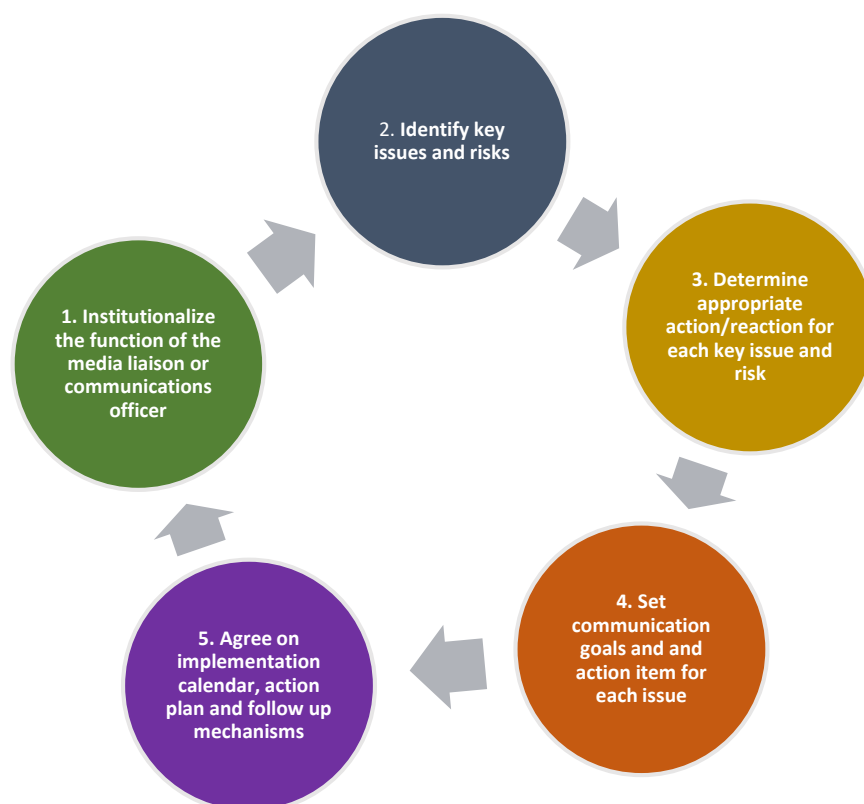 1. Institutionalize
the function of the
media liaison or
communications
officer
2. Identify key
issues and risks
3. Determine
appropriate
action/reaction for
each key issue and
risk
4. Set
communication
goals and and
action item for
each issue
5. Agree on
implementation
calendar, action
plan and follow up
mechanisms